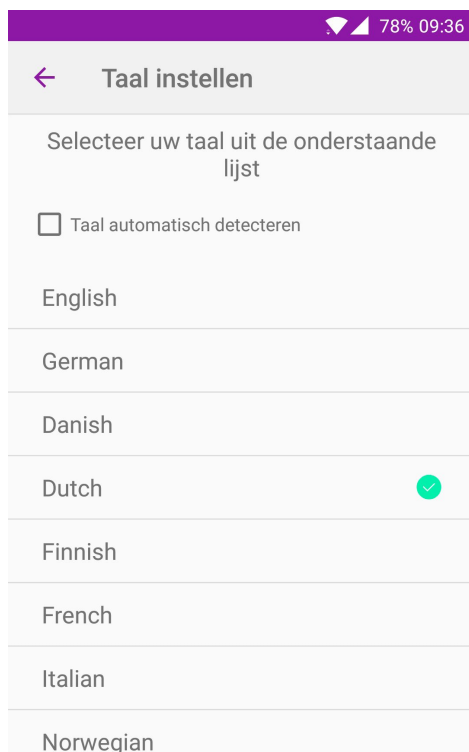 78% 09:36
Taal instellen
Selecteer uw taal uit de onderstaande
lijst
Taal automatisch detecteren
English
German
Danish
Dutch
Finnish
French
Italian
Norwegian